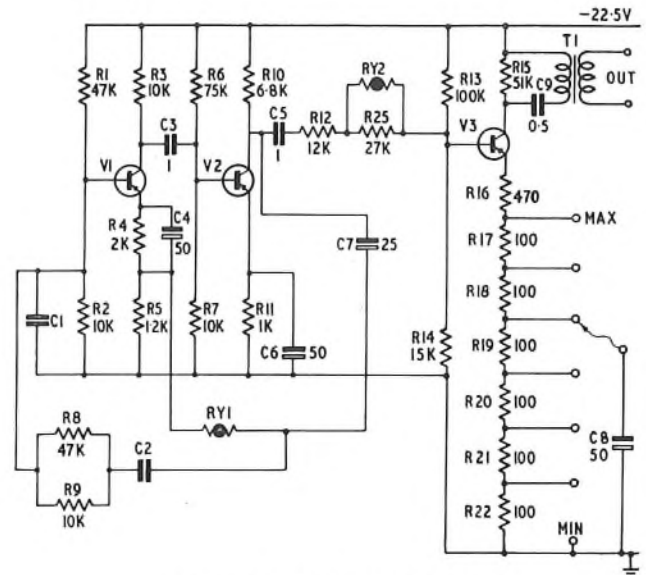 -22·5V
R1
47K
R3
10K
R6
75K
R10
6·8K
RY2
R13
100K
R15
51K
C9
0·5
T1
OUT
C3
1
C5
1
R12
12K
R25
27K
V1
V2
V3
R4
2K
C4
50
C7
25
R16
470
MAX
R17
100
R18
100
C1
R2
10K
R5
1·2K
R7
10K
R11
1K
C6
50
R14
15K
R19
100
R20
100
RY1
R8
47K
C2
R9
10K
R21
100
C8
50
R22
100
MIN